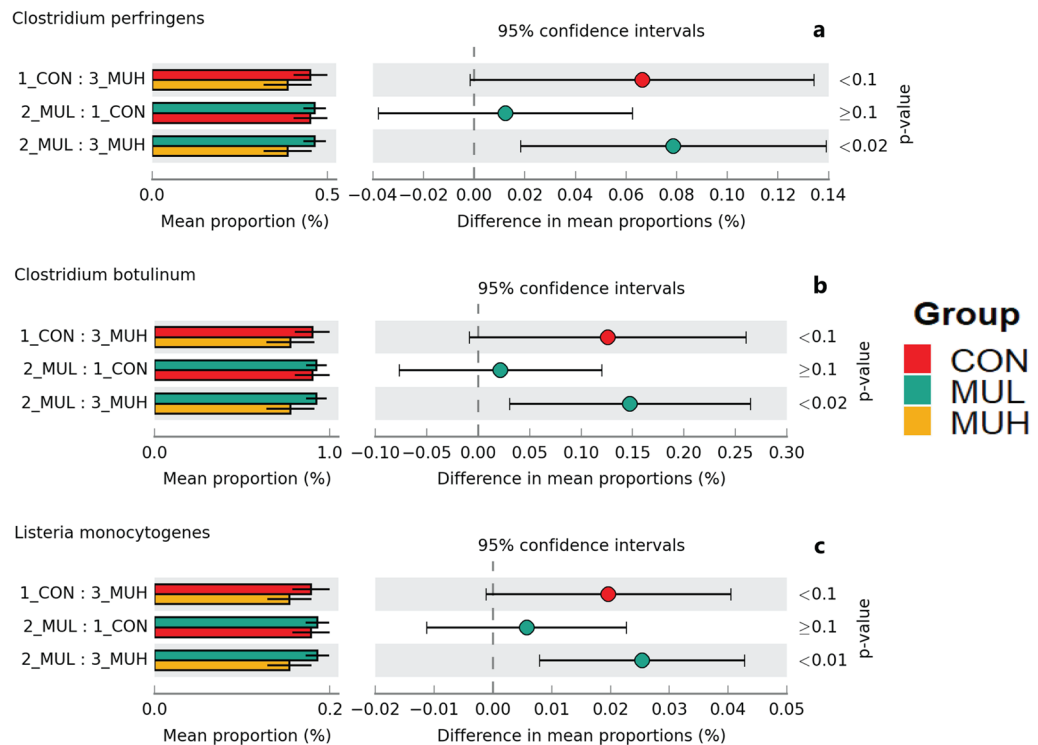 Clostridium perfringens
95% confidence intervals
a
1_CON : 3_MUH
<0.1
2_MUL : 1_CON
≥0.1
2_MUL : 3_MUH
<0.02
p-value
0.0 0.5
−0.04 −0.02 0.00 0.02 0.04 0.06 0.08 0.10 0.12 0.14
Mean proportion (%)
Difference in mean proportions (%)
Clostridium botulinum
95% confidence intervals
b
1_CON : 3_MUH
<0.1
2_MUL : 1_CON
≥0.1
2_MUL : 3_MUH
<0.02
p-value
0.0 1.0
−0.10 −0.05 0.00 0.05 0.10 0.15 0.20 0.25 0.30
Mean proportion (%)
Difference in mean proportions (%)
Group
CON
MUL
MUH
Listeria monocytogenes
95% confidence intervals
c
1_CON : 3_MUH
<0.1
2_MUL : 1_CON
≥0.1
2_MUL : 3_MUH
<0.01
p-value
0.0 0.2
−0.02 −0.01 0.00 0.01 0.02 0.03 0.04 0.05
Mean proportion (%)
Difference in mean proportions (%)